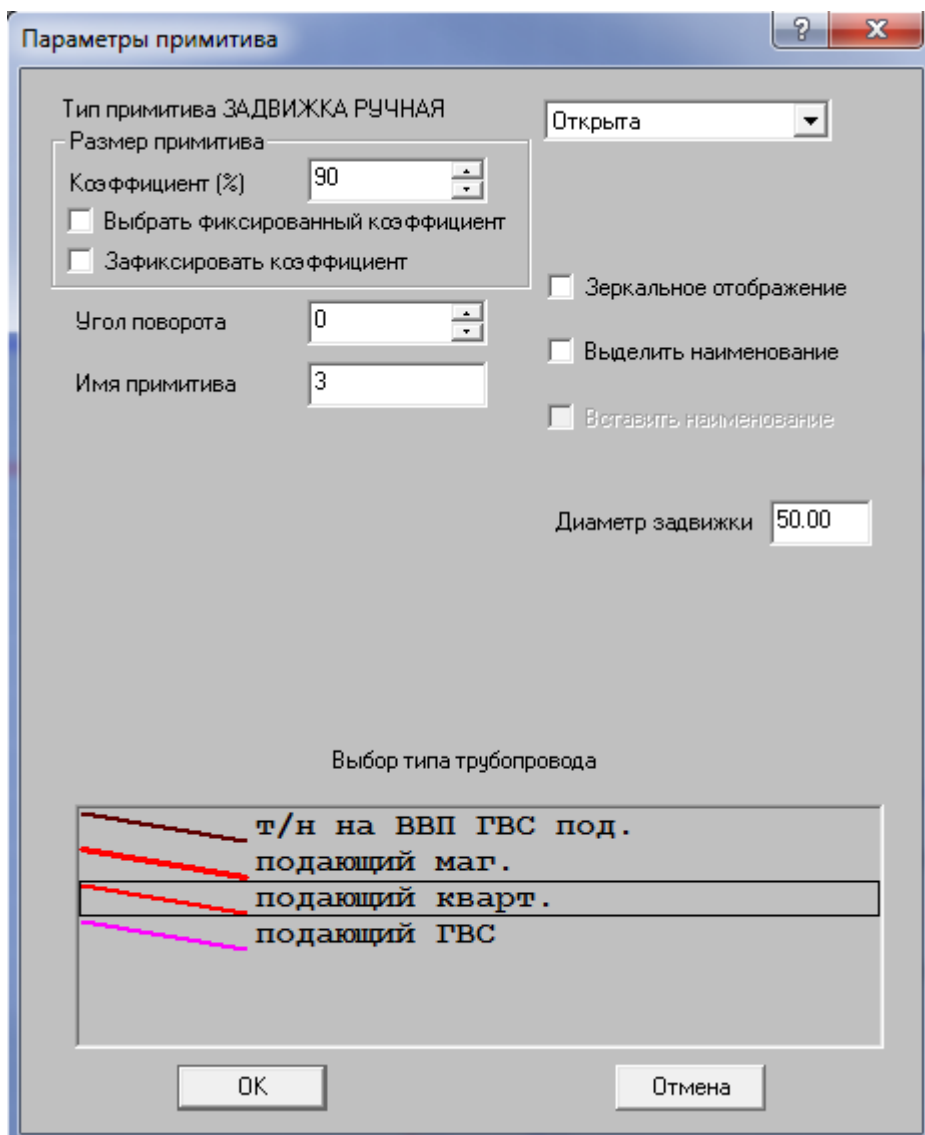 Параметры примитива
Тип примитива ЗАДВИЖКА РУЧНАЯ
Открыта
Размер примитива
Коэффициент (%)
90
Выбрать фиксированный коэффициент
Зафиксировать коэффициент
Зеркальное отображение
Угол поворота
0
Выделить наименование
Имя примитива
3
Вставить наименование
Диаметр задвижки
50.00
Выбор типа трубопровода
т/н на ВВП ГВС под.
подающий маг.
подающий кварт.
подающий ГВС
OK
Отмена